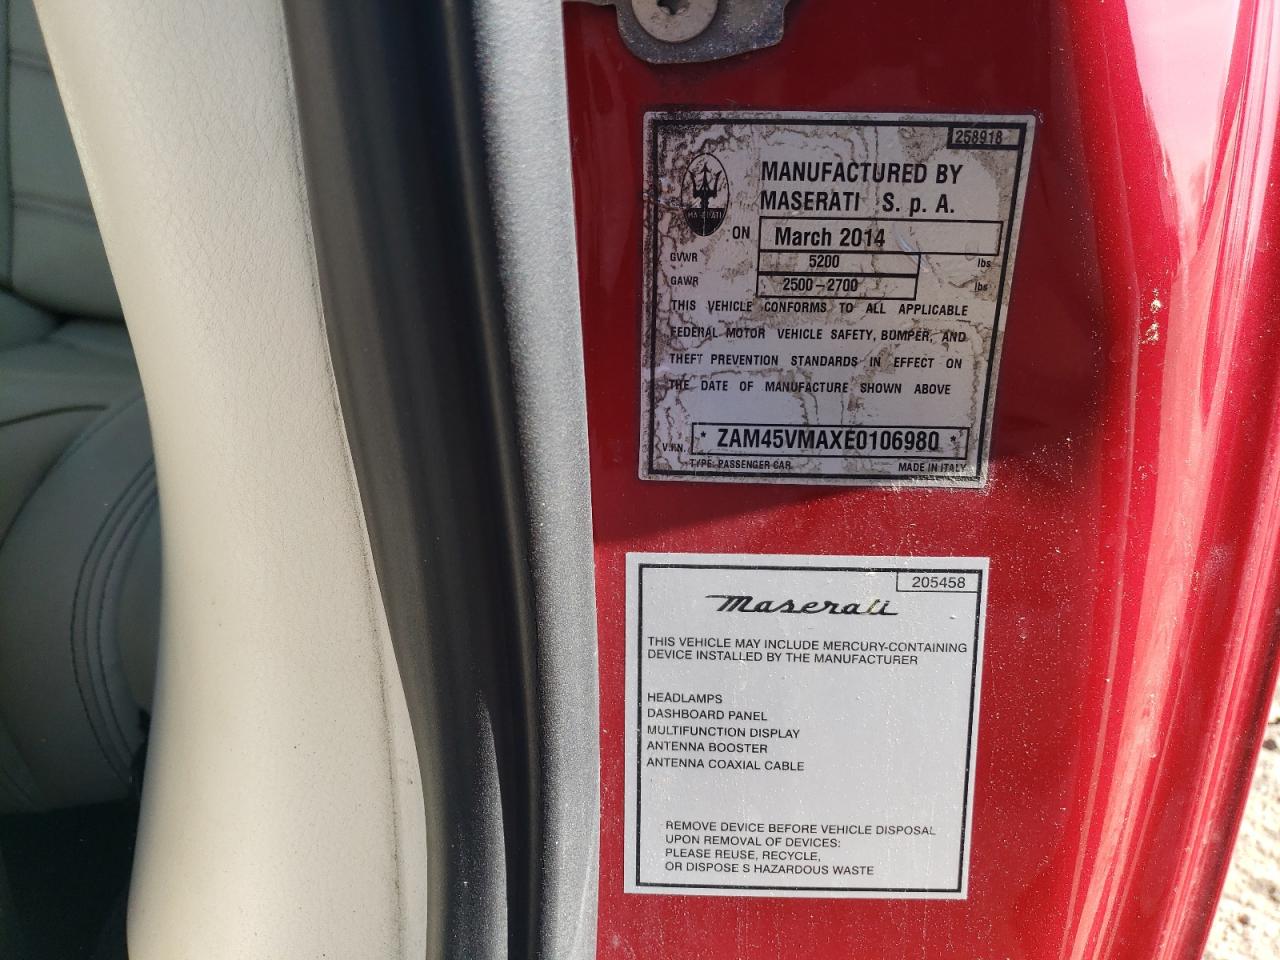 258918
MANUFACTURED BY
MASERATI S. p. A.
MASERATI
ON March 2014
GVWR 5200 lbs
GAWR 2500-2700 lbs
THIS VEHICLE CONFORMS TO ALL APPLICABLE
FEDERAL MOTOR VEHICLE SAFETY, BUMPER, AND
THEFT PREVENTION STANDARDS IN EFFECT ON
THE DATE OF MANUFACTURE SHOWN ABOVE
V.I.N. * ZAM45VMAXE0106980 *
TYPE: PASSENGER CAR MADE IN ITALY
205458
Maserati
THIS VEHICLE MAY INCLUDE MERCURY-CONTAINING
DEVICE INSTALLED BY THE MANUFACTURER
HEADLAMPS
DASHBOARD PANEL
MULTIFUNCTION DISPLAY
ANTENNA BOOSTER
ANTENNA COAXIAL CABLE
REMOVE DEVICE BEFORE VEHICLE DISPOSAL
UPON REMOVAL OF DEVICES:
PLEASE REUSE, RECYCLE,
OR DISPOSE S HAZARDOUS WASTE